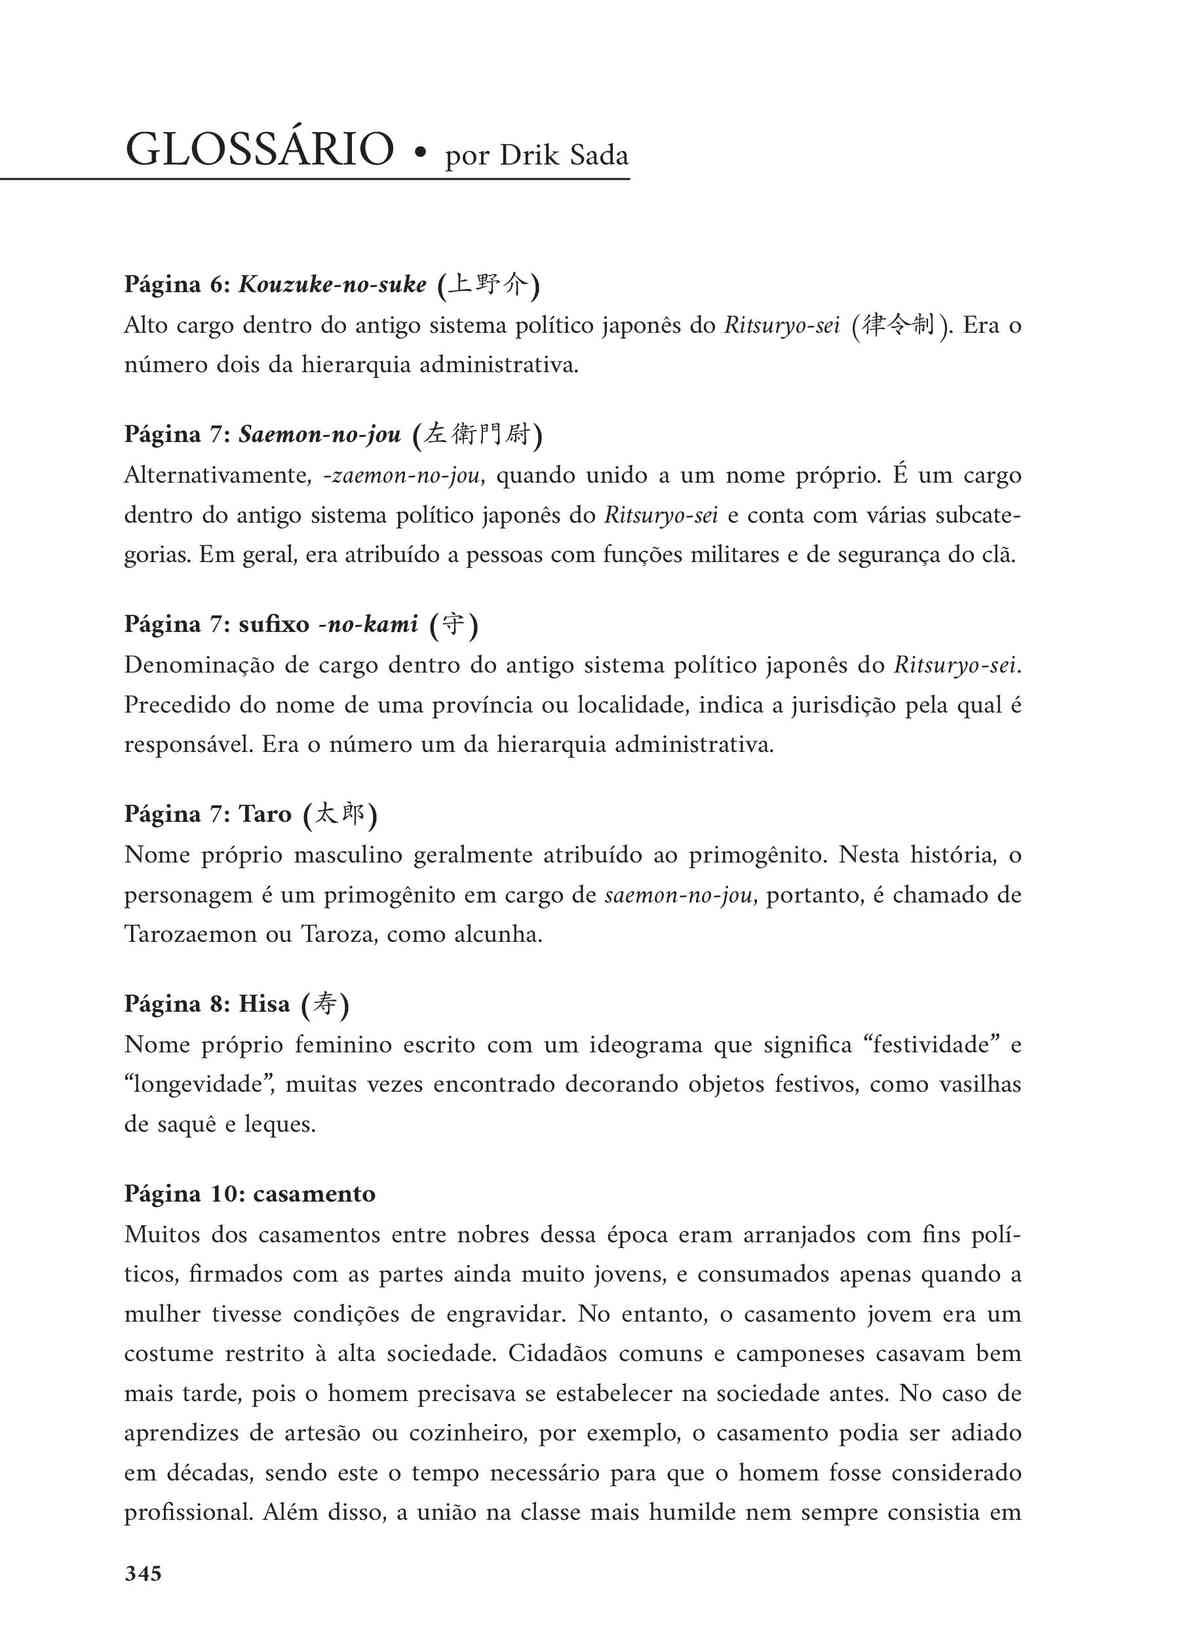 GLOSSÁRIO • por Drik Sada
Página 6: Kouzuke-no-suke (上野介)
Alto cargo dentro do antigo sistema político japonês do Ritsuryo-sei (律令制). Era o
número dois da hierarquia administrativa.
Página 7: Saemon-no-jou (左衛門尉)
Alternativamente, -zaemon-no-jou, quando unido a um nome próprio. É um cargo
dentro do antigo sistema político japonês do Ritsuryo-sei e conta com várias subcate-
gorias. Em geral, era atribuído a pessoas com funções militares e de segurança do clã.
Página 7: sufixo -no-kami (守)
Denominação de cargo dentro do antigo sistema político japonês do Ritsuryo-sei.
Precedido do nome de uma província ou localidade, indica a jurisdição pela qual é
responsável. Era o número um da hierarquia administrativa.
Página 7: Taro (太郎)
Nome próprio masculino geralmente atribuído ao primogênito. Nesta história, o
personagem é um primogênito em cargo de saemon-no-jou, portanto, é chamado de
Tarozaemon ou Taroza, como alcunha.
Página 8: Hisa (寿)
Nome próprio feminino escrito com um ideograma que significa “festividade” e
“longevidade”, muitas vezes encontrado decorando objetos festivos, como vasilhas
de saquê e leques.
Página 10: casamento
Muitos dos casamentos entre nobres dessa época eram arranjados com fins polí-
ticos, firmados com as partes ainda muito jovens, e consumados apenas quando a
mulher tivesse condições de engravidar. No entanto, o casamento jovem era um
costume restrito à alta sociedade. Cidadãos comuns e camponeses casavam bem
mais tarde, pois o homem precisava se estabelecer na sociedade antes. No caso de
aprendizes de artesão ou cozinheiro, por exemplo, o casamento podia ser adiado
em décadas, sendo este o tempo necessário para que o homem fosse considerado
profissional. Além disso, a união na classe mais humilde nem sempre consistia em
345